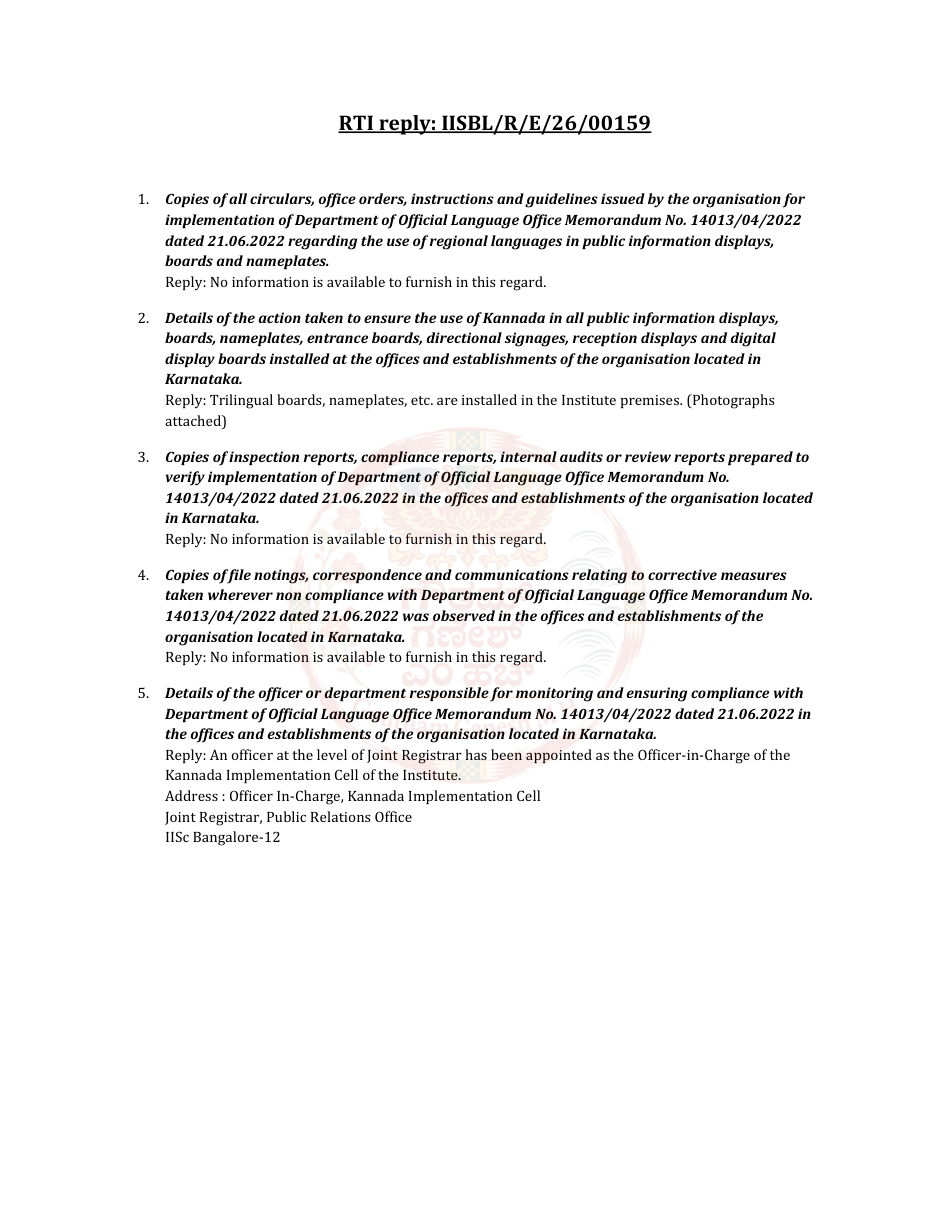 RTI reply: IISBL/R/E/26/00159
1. Copies of all circulars, office orders, instructions and guidelines issued by the organisation for
implementation of Department of Official Language Office Memorandum No. 14013/04/2022
dated 21.06.2022 regarding the use of regional languages in public information displays,
boards and nameplates.
Reply: No information is available to furnish in this regard.
2. Details of the action taken to ensure the use of Kannada in all public information displays,
boards, nameplates, entrance boards, directional signages, reception displays and digital
display boards installed at the offices and establishments of the organisation located in
Karnataka.
Reply: Trilingual boards, nameplates, etc. are installed in the Institute premises. (Photographs
attached)
3. Copies of inspection reports, compliance reports, internal audits or review reports prepared to
verify implementation of Department of Official Language Office Memorandum No.
14013/04/2022 dated 21.06.2022 in the offices and establishments of the organisation located
in Karnataka.
Reply: No information is available to furnish in this regard.
4. Copies of file notings, correspondence and communications relating to corrective measures
taken wherever non compliance with Department of Official Language Office Memorandum No.
14013/04/2022 dated 21.06.2022 was observed in the offices and establishments of the
organisation located in Karnataka.
Reply: No information is available to furnish in this regard.
ಗಣೇಶ್
ಎಂ ಹೆಚ್
5. Details of the officer or department responsible for monitoring and ensuring compliance with
Department of Official Language Office Memorandum No. 14013/04/2022 dated 21.06.2022 in
the offices and establishments of the organisation located in Karnataka.
Reply: An officer at the level of Joint Registrar has been appointed as the Officer-in-Charge of the
Kannada Implementation Cell of the Institute.
Address : Officer In-Charge, Kannada Implementation Cell
Joint Registrar, Public Relations Office
IISc Bangalore-12